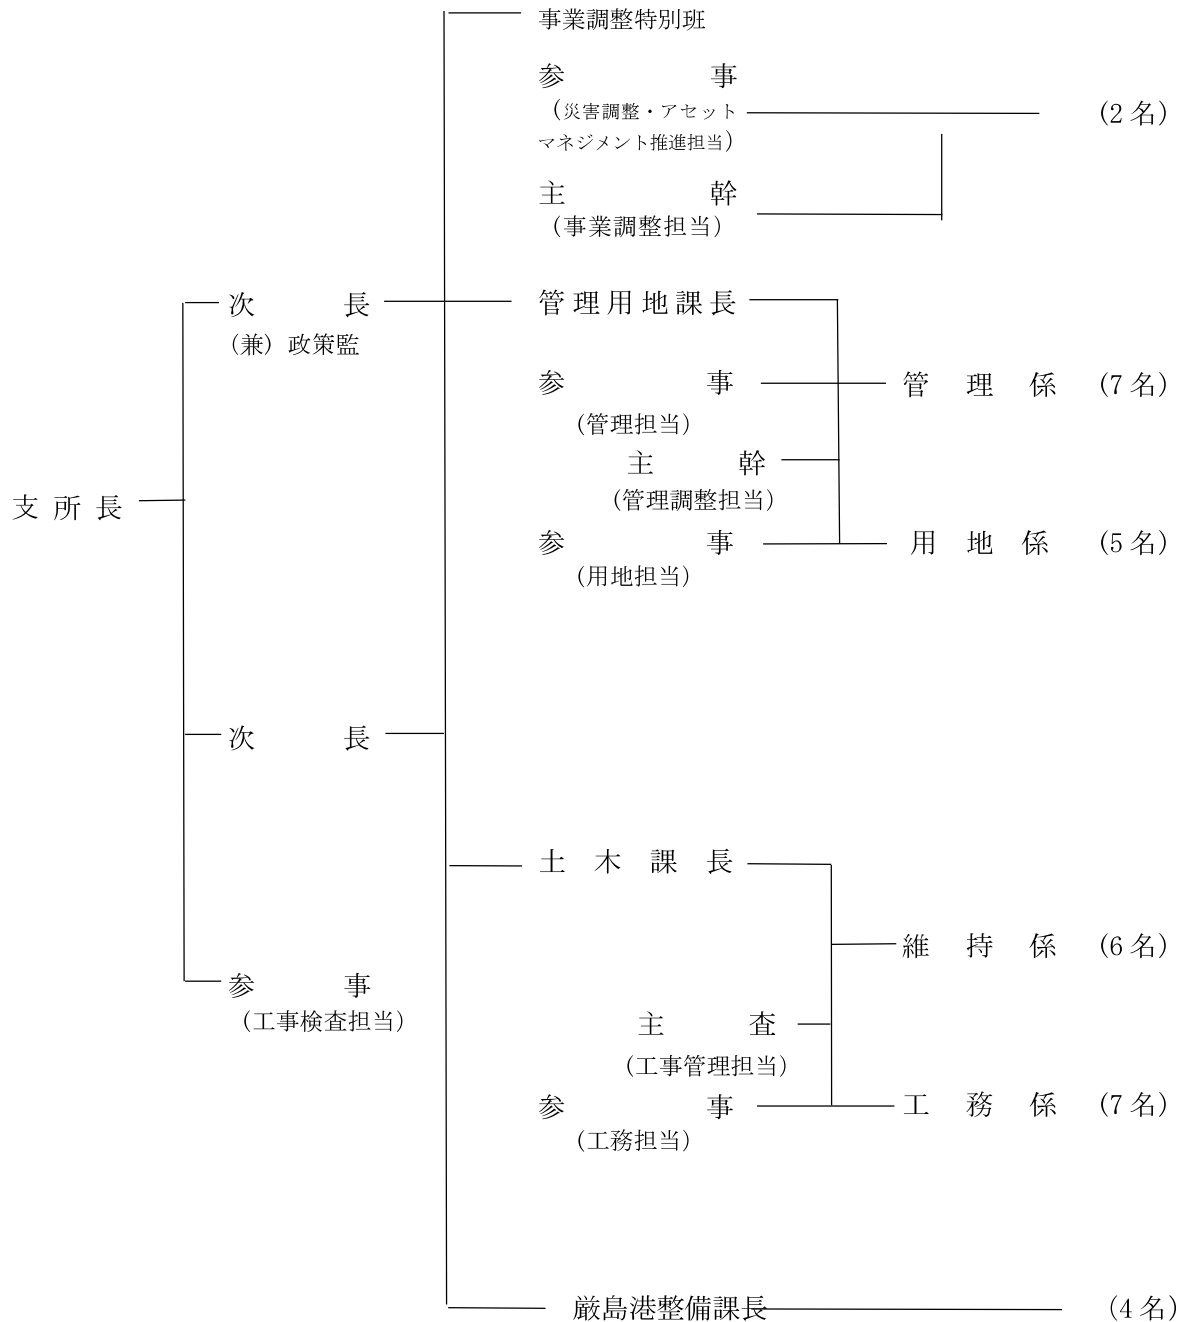 事業調整特別班
参 事
(災害調整・アセット (2名)
マネジメント推進担当)
主 幹
(事業調整担当)
次 長 管理用地課長
(兼) 政策監
参 事 管 理 係 (7名)
(管理担当)
主 幹
(管理調整担当)
支所長
参 事 用 地 係 (5名)
(用地担当)
次 長
土 木 課 長
維 持 係 (6名)
参 事
(工事検査担当)
主 査
(工事管理担当)
参 事 工 務 係 (7名)
(工務担当)
厳島港整備課長 (4名)